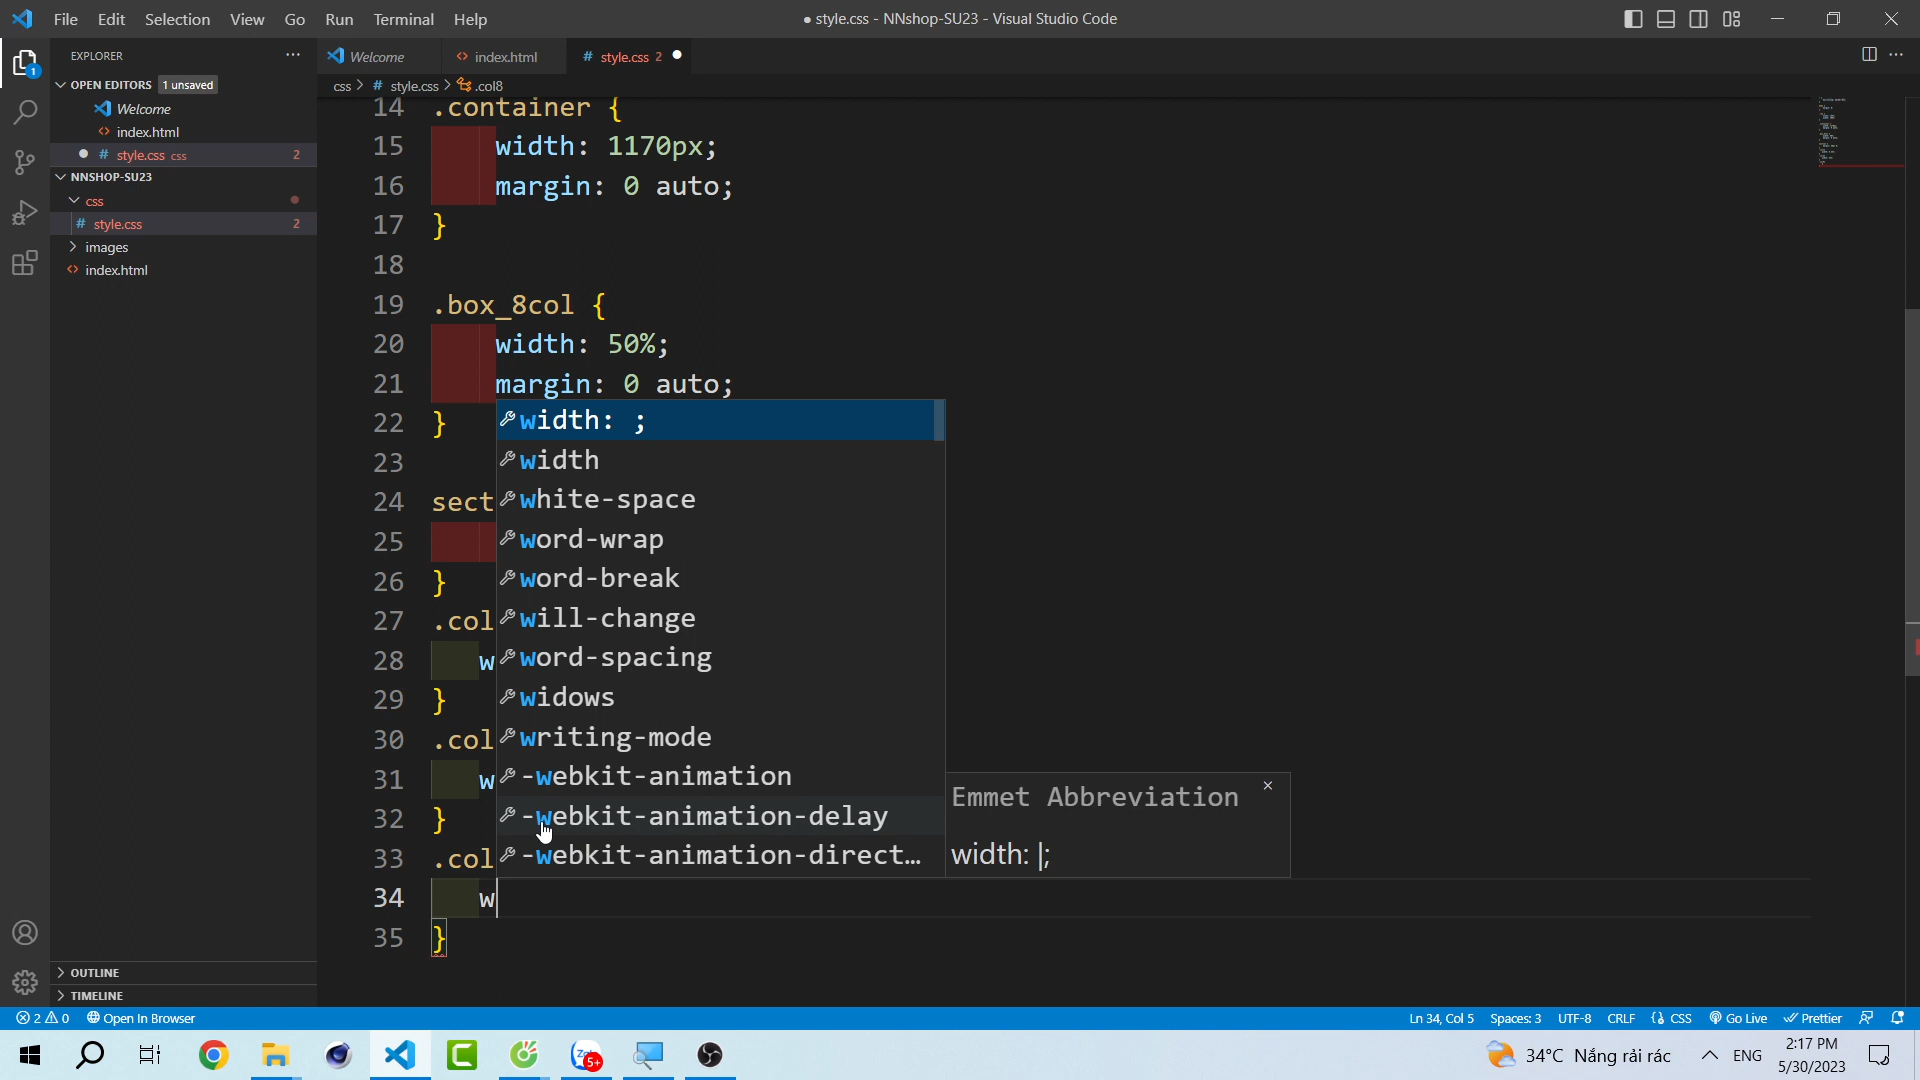 File Edit Selection View Go Run Terminal Help
● style.css - NNshop-SU23 - Visual Studio Code
EXPLORER
Welcome
index.html
# style.css 2
OPEN EDITORS 1 unsaved
css > # style.css > .col8
Welcome
index.html
# style.css css 2
NNSHOP-SU23
css
# style.css 2
images
index.html
14 .container {
15 width: 1170px;
16 margin: 0 auto;
17 }
18
19 .box_8col {
20 width: 50%;
21 margin: 0 auto;
22 }
23
24 sect
25
26 }
27 .col
28 w
29 }
30 .col
31 w
32 }
33 .col
34 w
35 }
width: ;
width
white-space
word-wrap
word-break
will-change
word-spacing
widows
writing-mode
-webkit-animation
-webkit-animation-delay
-webkit-animation-direct...
Emmet Abbreviation
width: |;
OUTLINE
TIMELINE
2 0 Open In Browser
Ln 34, Col 5 Spaces: 3 UTF-8 CRLF {} CSS Go Live Prettier
34°C Nắng rải rác ENG
2:17 PM
5/30/2023
1
5+